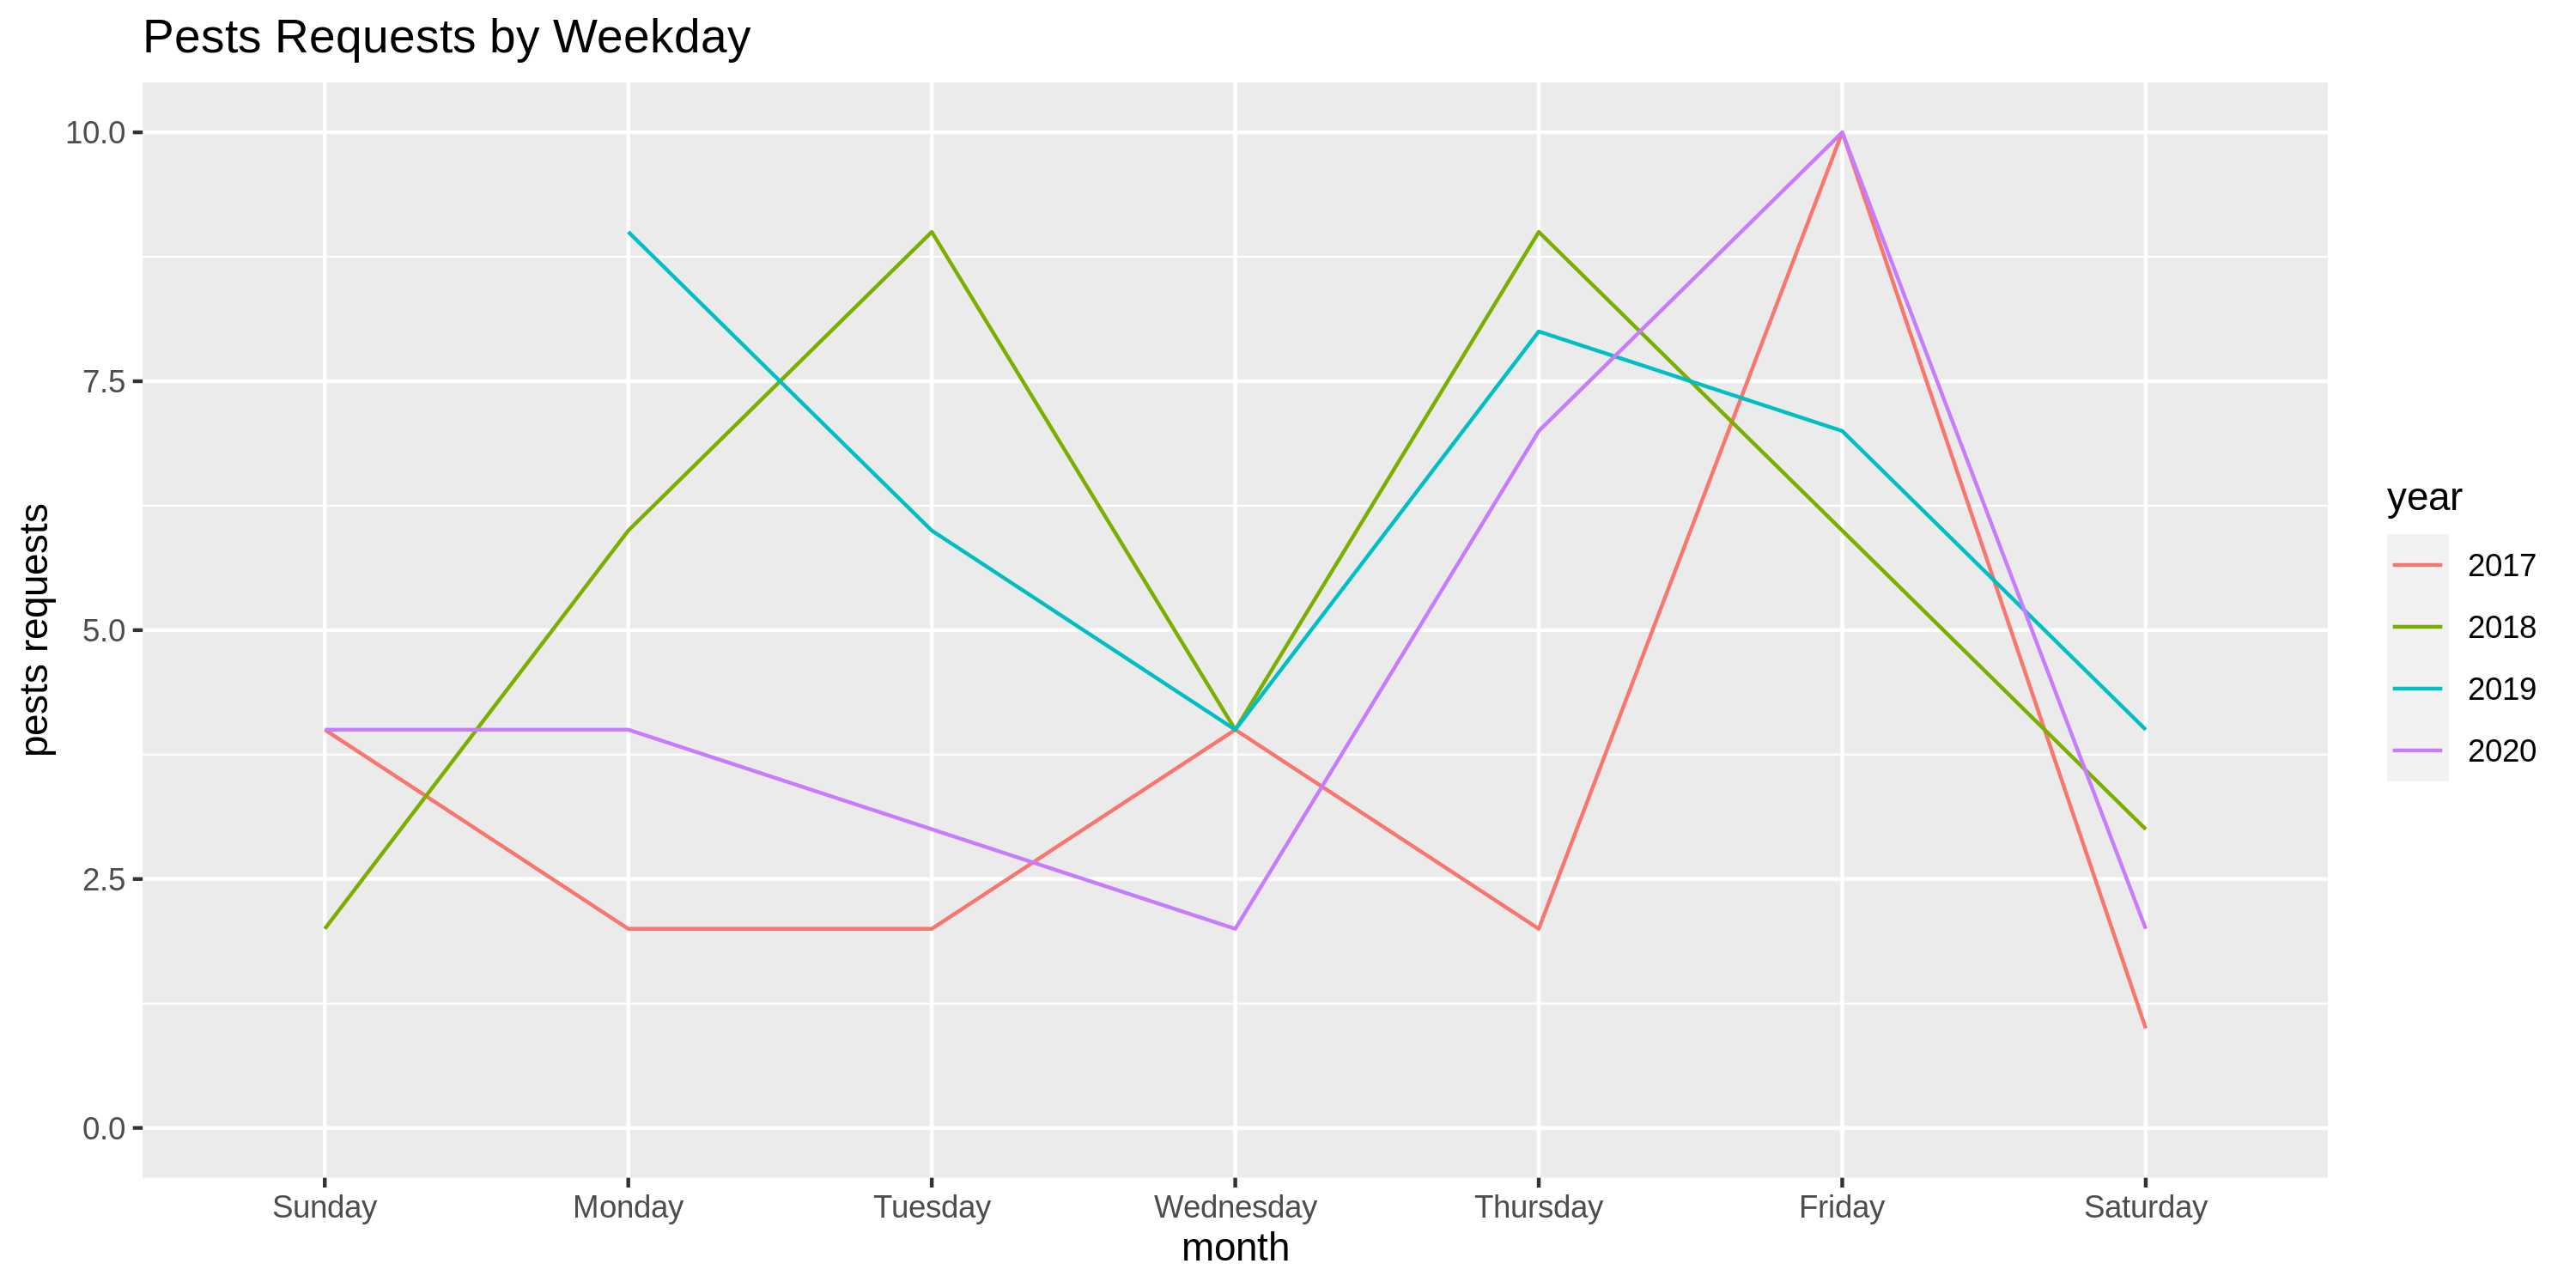 Pests Requests by Weekday
pests requests
10.0
7.5
5.0
2.5
0.0
Sunday Monday Tuesday Wednesday Thursday Friday Saturday
month
year
2017
2018
2019
2020